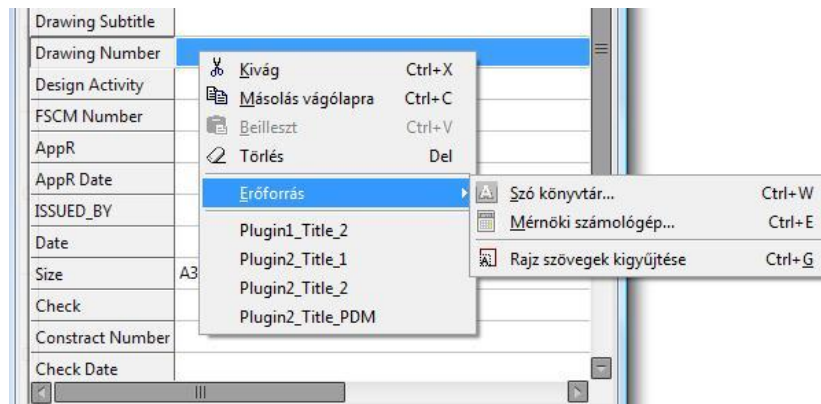 Drawing Subtitle
Drawing Number
Design Activity
FSCM Number
AppR
AppR Date
ISSUED_BY
Date
Size A3
Check
Constract Number
Check Date
Kivág Ctrl+X
Másolás vágólapra Ctrl+C
Beilleszt Ctrl+V
Törlés Del
Erőforrás
Plugin1_Title_2
Plugin2_Title_1
Plugin2_Title_2
Plugin2_Title_PDM
Szó könyvtár... Ctrl+W
Mérnöki számológép... Ctrl+E
Rajz szövegek kigyűjtése Ctrl+G